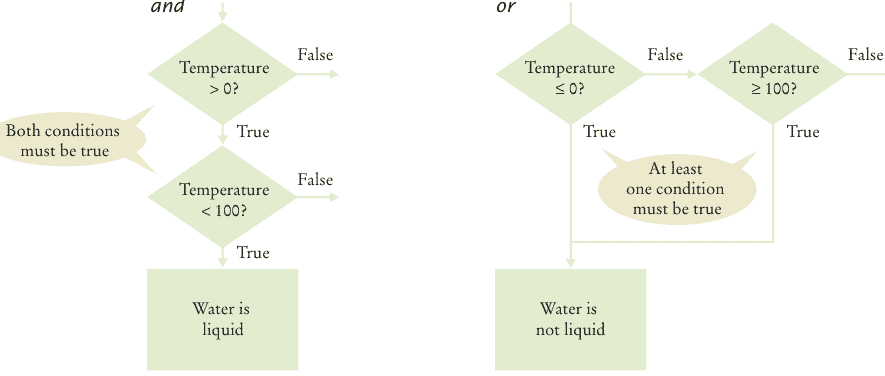 and
False
Temperature
> 0?
Both conditions
must be true
True
False
Temperature
< 100?
True
Water is
liquid
or
False
False
Temperature
≤ 0?
Temperature
≥ 100?
True
True
At least
one condition
must be true
Water is
not liquid